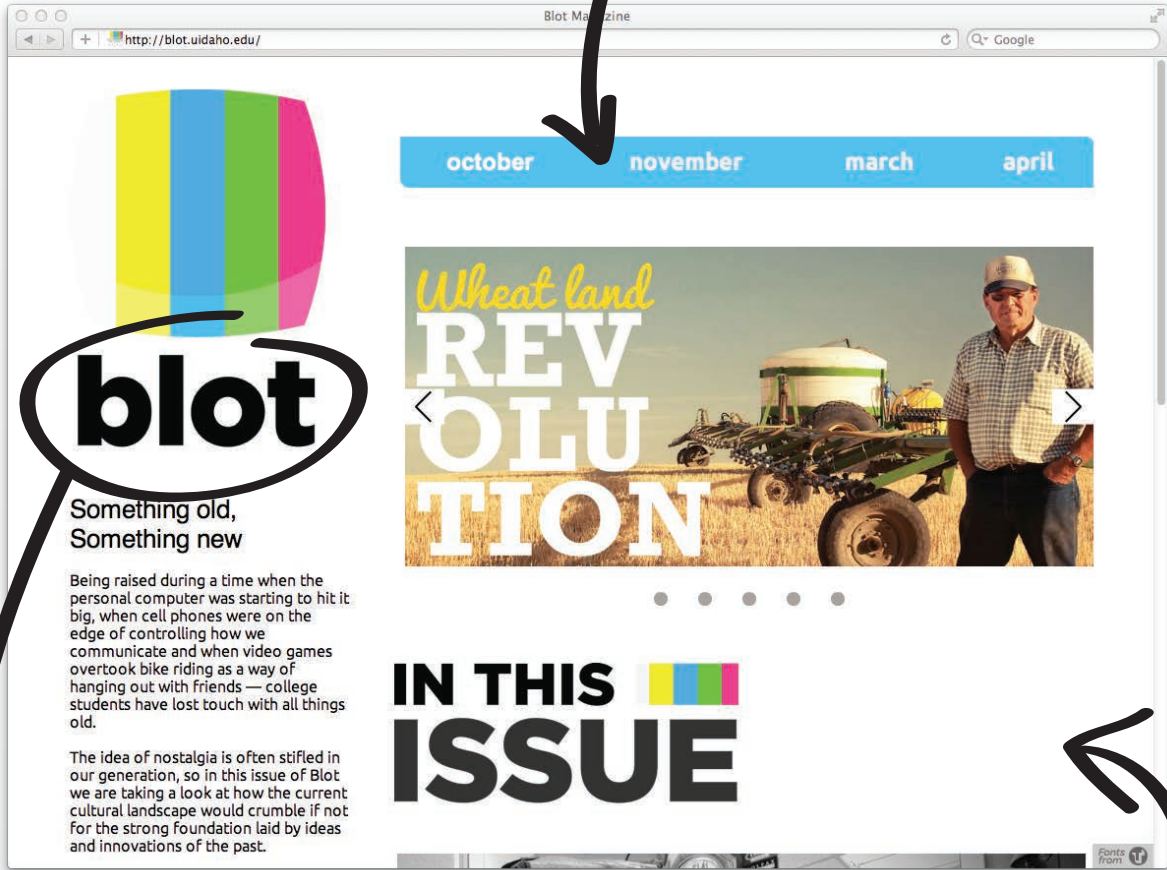 Blot Magazine
http://blot.uidaho.edu/
Google
october november march april
blot
Something old,
Something new
Being raised during a time when the
personal computer was starting to hit it
big, when cell phones were on the
edge of controlling how we
communicate and when video games
overtook bike riding as a way of
hanging out with friends — college
students have lost touch with all things
old.
The idea of nostalgia is often stifled in
our generation, so in this issue of Blot
we are taking a look at how the current
cultural landscape would crumble if not
for the strong foundation laid by ideas
and innovations of the past.
Wheat land
REV
OLU
TION
IN THIS
ISSUE
Fonts
from